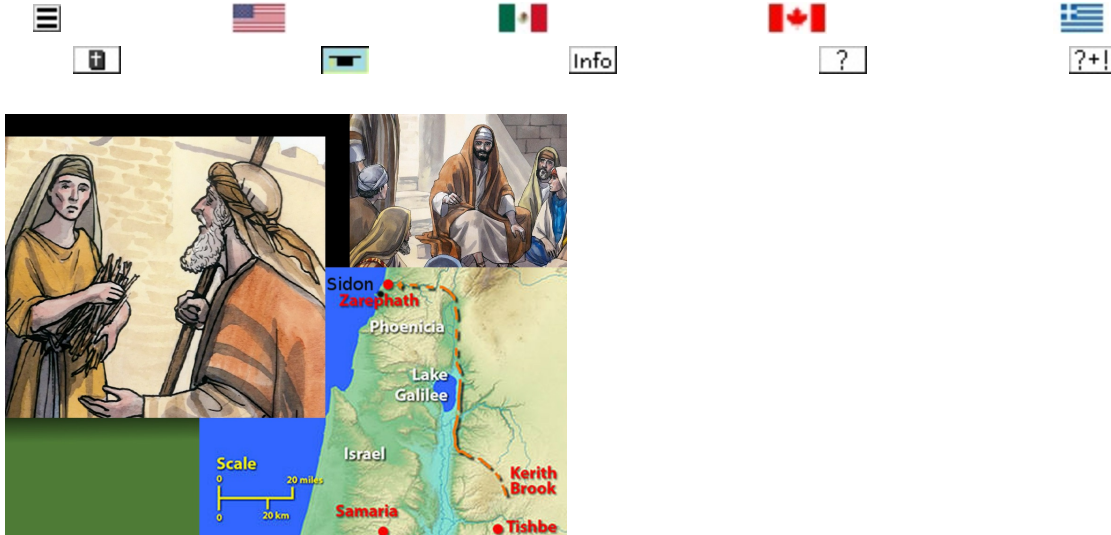 Info
?
?+!
Sidon
Zarephath
Phoenicia
Lake
Galilee
Israel
Scale
0
20 miles
0
20 km
Kerith
Brook
Samaria
Tishbe